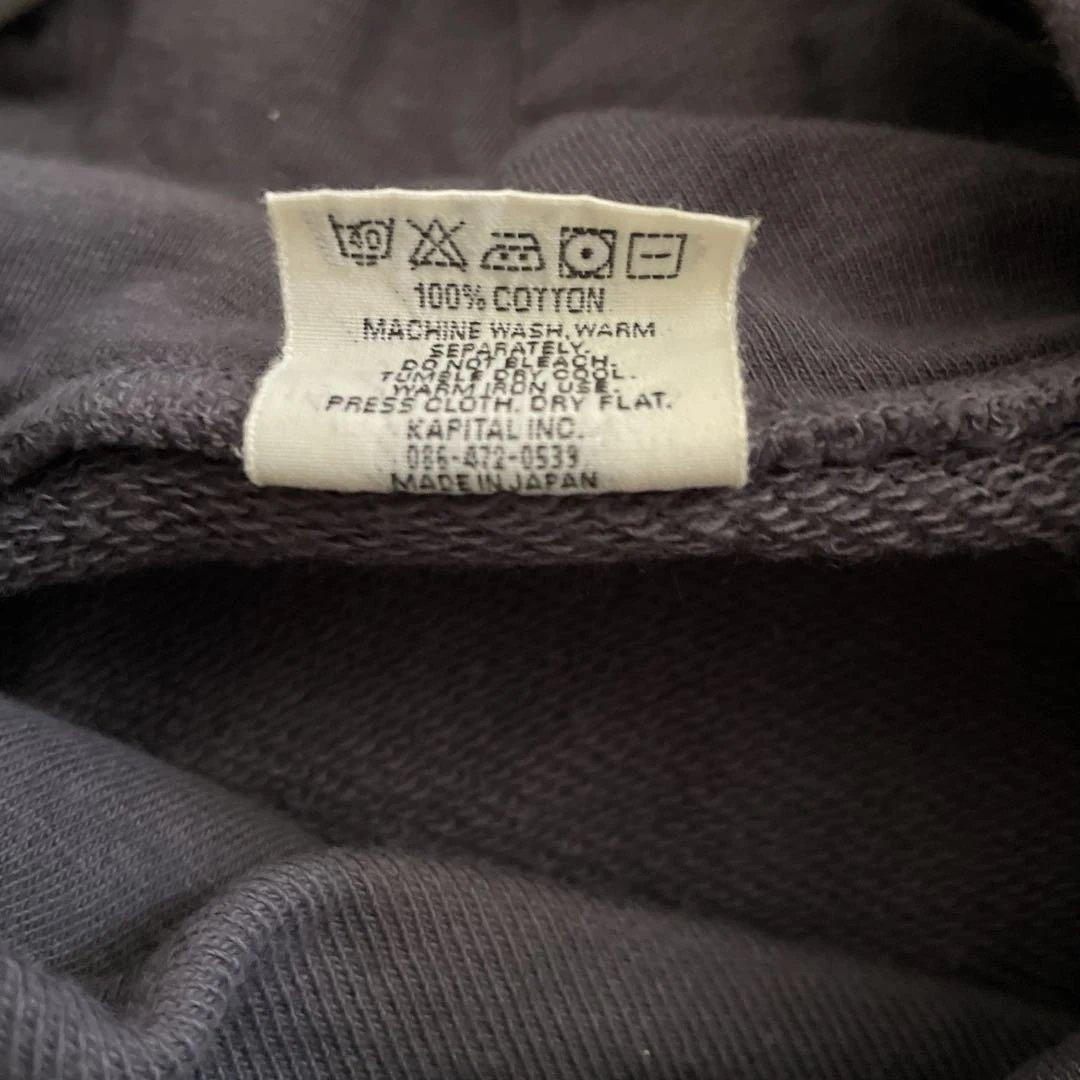 40
100% COTTON
MACHINE WASH, WARM
SEPARATELY.
DO NOT BLEACH.
TUMBLE DRY COOL.
WARM IRON USE.
PRESS CLOTH. DRY FLAT.
KAPITAL INC.
086-472-0539
MADE IN JAPAN